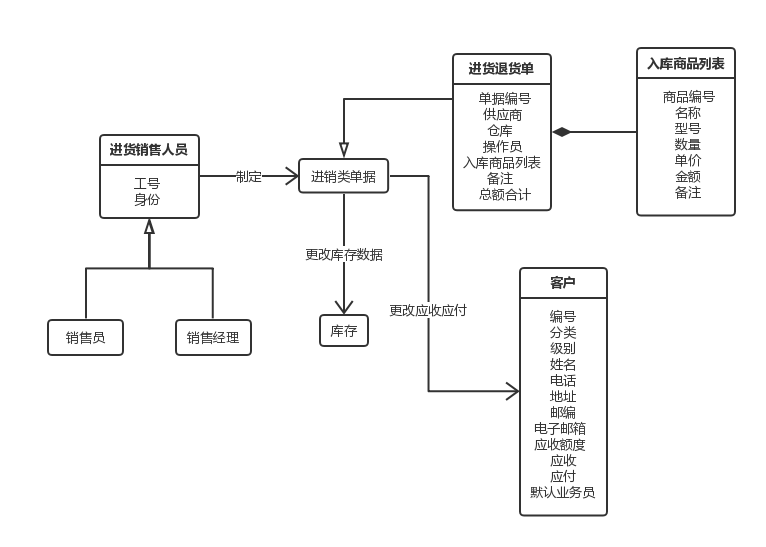 进货退货单
单据编号
供应商
仓库
操作员
入库商品列表
备注
总额合计
入库商品列表
商品编号
名称
型号
数量
单价
金额
备注
进货销售人员
工号
身份
制定
进销类单据
更改库存数据
更改应收应付
库存
销售员
销售经理
客户
编号
分类
级别
姓名
电话
地址
邮编
电子邮箱
应收额度
应收
应付
默认业务员